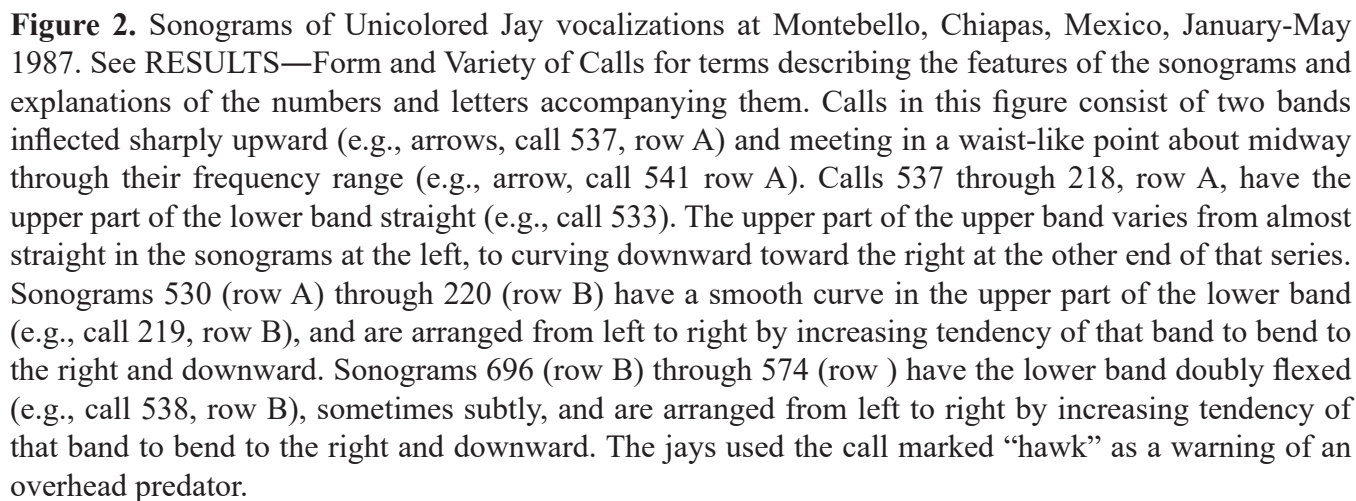 Figure 2. Sonograms of Unicolored Jay vocalizations at Montebello, Chiapas, Mexico, January-May
1987. See RESULTS—Form and Variety of Calls for terms describing the features of the sonograms and
explanations of the numbers and letters accompanying them. Calls in this figure consist of two bands
inflected sharply upward (e.g., arrows, call 537, row A) and meeting in a waist-like point about midway
through their frequency range (e.g., arrow, call 541 row A). Calls 537 through 218, row A, have the
upper part of the lower band straight (e.g., call 533). The upper part of the upper band varies from almost
straight in the sonograms at the left, to curving downward toward the right at the other end of that series.
Sonograms 530 (row A) through 220 (row B) have a smooth curve in the upper part of the lower band
(e.g., call 219, row B), and are arranged from left to right by increasing tendency of that band to bend to
the right and downward. Sonograms 696 (row B) through 574 (row ) have the lower band doubly flexed
(e.g., call 538, row B), sometimes subtly, and are arranged from left to right by increasing tendency of
that band to bend to the right and downward. The jays used the call marked “hawk” as a warning of an
overhead predator.